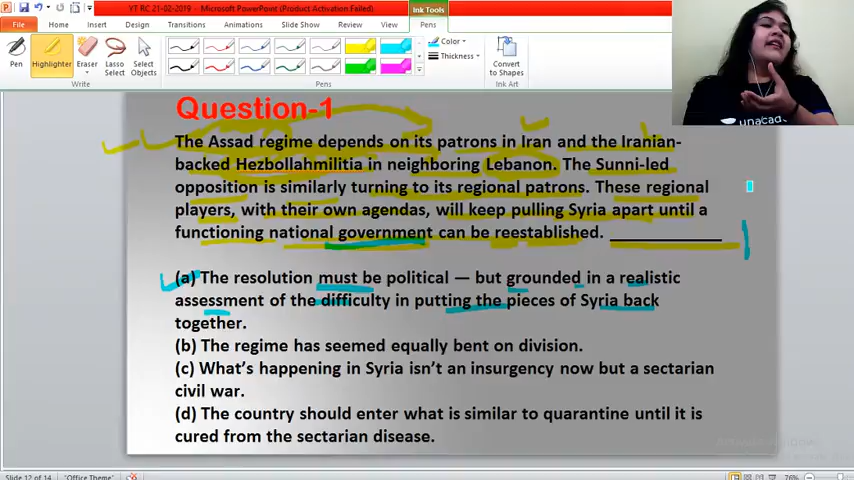 YT RC 21-02-2019 - Microsoft PowerPoint (Product Activation Failed)
Ink Tools
File Home Insert Design Transitions Animations Slide Show Review View Pens
Pen Highlighter Eraser Lasso Select Objects
Color
Thickness
Convert to Shapes
Write Pens Ink Art
Question-1
The Assad regime depends on its patrons in Iran and the Iranian-
backed Hezbollahmilitia in neighboring Lebanon. The Sunni-led
opposition is similarly turning to its regional patrons. These regional
players, with their own agendas, will keep pulling Syria apart until a
functioning national government can be reestablished. ___________
(a) The resolution must be political — but grounded in a realistic
assessment of the difficulty in putting the pieces of Syria back
together.
(b) The regime has seemed equally bent on division.
(c) What's happening in Syria isn't an insurgency now but a sectarian
civil war.
(d) The country should enter what is similar to quarantine until it is
cured from the sectarian disease.
Slide 12 of 14 "Office Theme" 76%